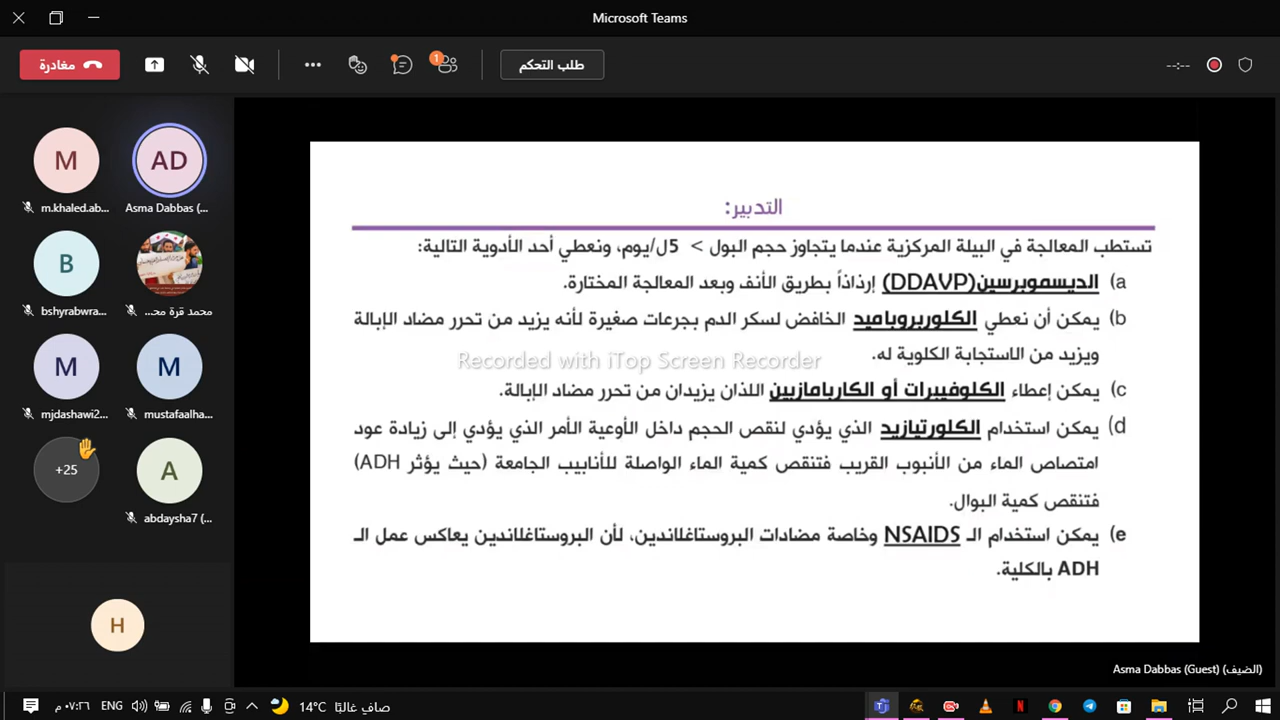 Microsoft Teams
مغادرة
1
طلب التحكم
--:--
M
AD
m.khaled.ab...
Asma Dabbas (...
B
bshyrabwra...
محمد قرة محـ...
M
M
mjdashawi2...
mustafaalha...
+25
A
abdaysha7 (...
H
التدبير:
تستطب المعالجة في البيلة المركزية عندما يتجاوز حجم البول > 5ل/يوم، ونعطي أحد الأدوية التالية:
a) الديسموبرسين(DDAVP) إرذاذاً بطريق الأنف وبعد المعالجة المختارة.
b) يمكن أن نعطي الكلوربروباميد الخافض لسكر الدم بجرعات صغيرة لأنه يزيد من تحرر مضاد الإبالة
ويزيد من الاستجابة الكلوية له.
Recorded with iTop Screen Recorder
c) يمكن إعطاء الكلوفيبرات أو الكاربامازبين اللذان يزيدان من تحرر مضاد الإبالة.
d) يمكن استخدام الكلورتيازيد الذي يؤدي لنقص الحجم داخل الأوعية الأمر الذي يؤدي إلى زيادة عود
امتصاص الماء من الأنبوب القريب فتنقص كمية الماء الواصلة للأنابيب الجامعة (حيث يؤثر ADH)
فتنقص كمية البوال.
e) يمكن استخدام الـ NSAIDS وخاصة مضادات البروستاغلاندين، لأن البروستاغلاندين يعاكس عمل الـ
ADH بالكلية.
Asma Dabbas (Guest) (الضيف)
٠٧:٢٦ م
ENG
14°C صافي غالبًا